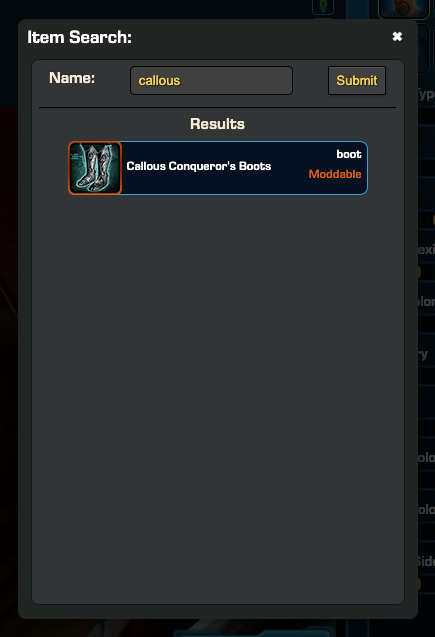 Item Search:
Name:
callous
Submit
Results
Callous Conqueror's Boots
boot
Moddable